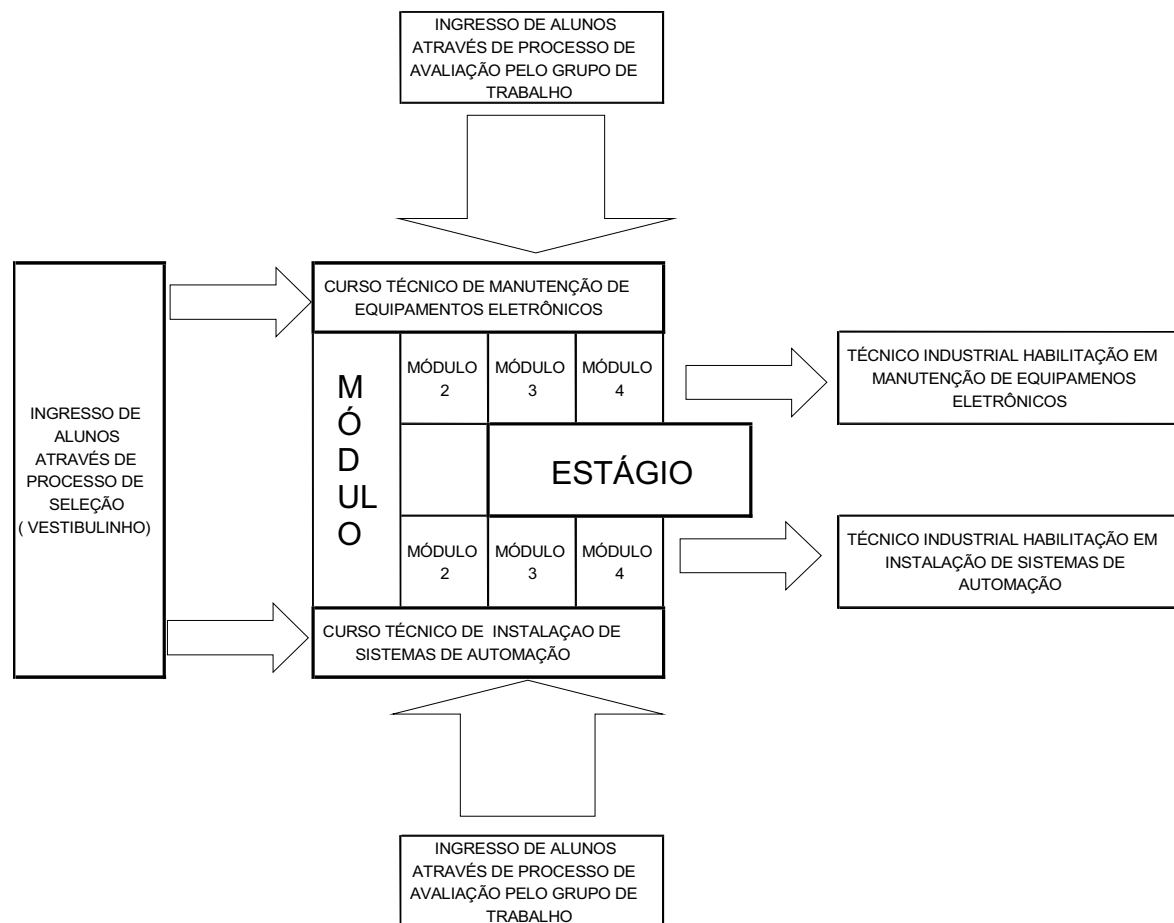 INGRESSO DE ALUNOS
ATRAVÉS DE PROCESSO DE
AVALIAÇÃO PELO GRUPO DE
TRABALHO
CURSO TÉCNICO DE MANUTENÇÃO DE
EQUIPAMENTOS ELETRÔNICOS
INGRESSO DE
ALUNOS
ATRAVÉS DE
PROCESSO DE
SELEÇÃO
( VESTIBULINHO)
M
Ó
D
UL
O
MÓDULO
2
MÓDULO
3
MÓDULO
4
ESTÁGIO
MÓDULO
2
MÓDULO
3
MÓDULO
4
CURSO TÉCNICO DE INSTALAÇAO DE
SISTEMAS DE AUTOMAÇÃO
TÉCNICO INDUSTRIAL HABILITAÇÃO EM
MANUTENÇÃO DE EQUIPAMENOS
ELETRÔNICOS
TÉCNICO INDUSTRIAL HABILITAÇÃO EM
INSTALAÇÃO DE SISTEMAS DE
AUTOMAÇÃO
INGRESSO DE ALUNOS
ATRAVÉS DE PROCESSO DE
AVALIAÇÃO PELO GRUPO DE
TRABALHO